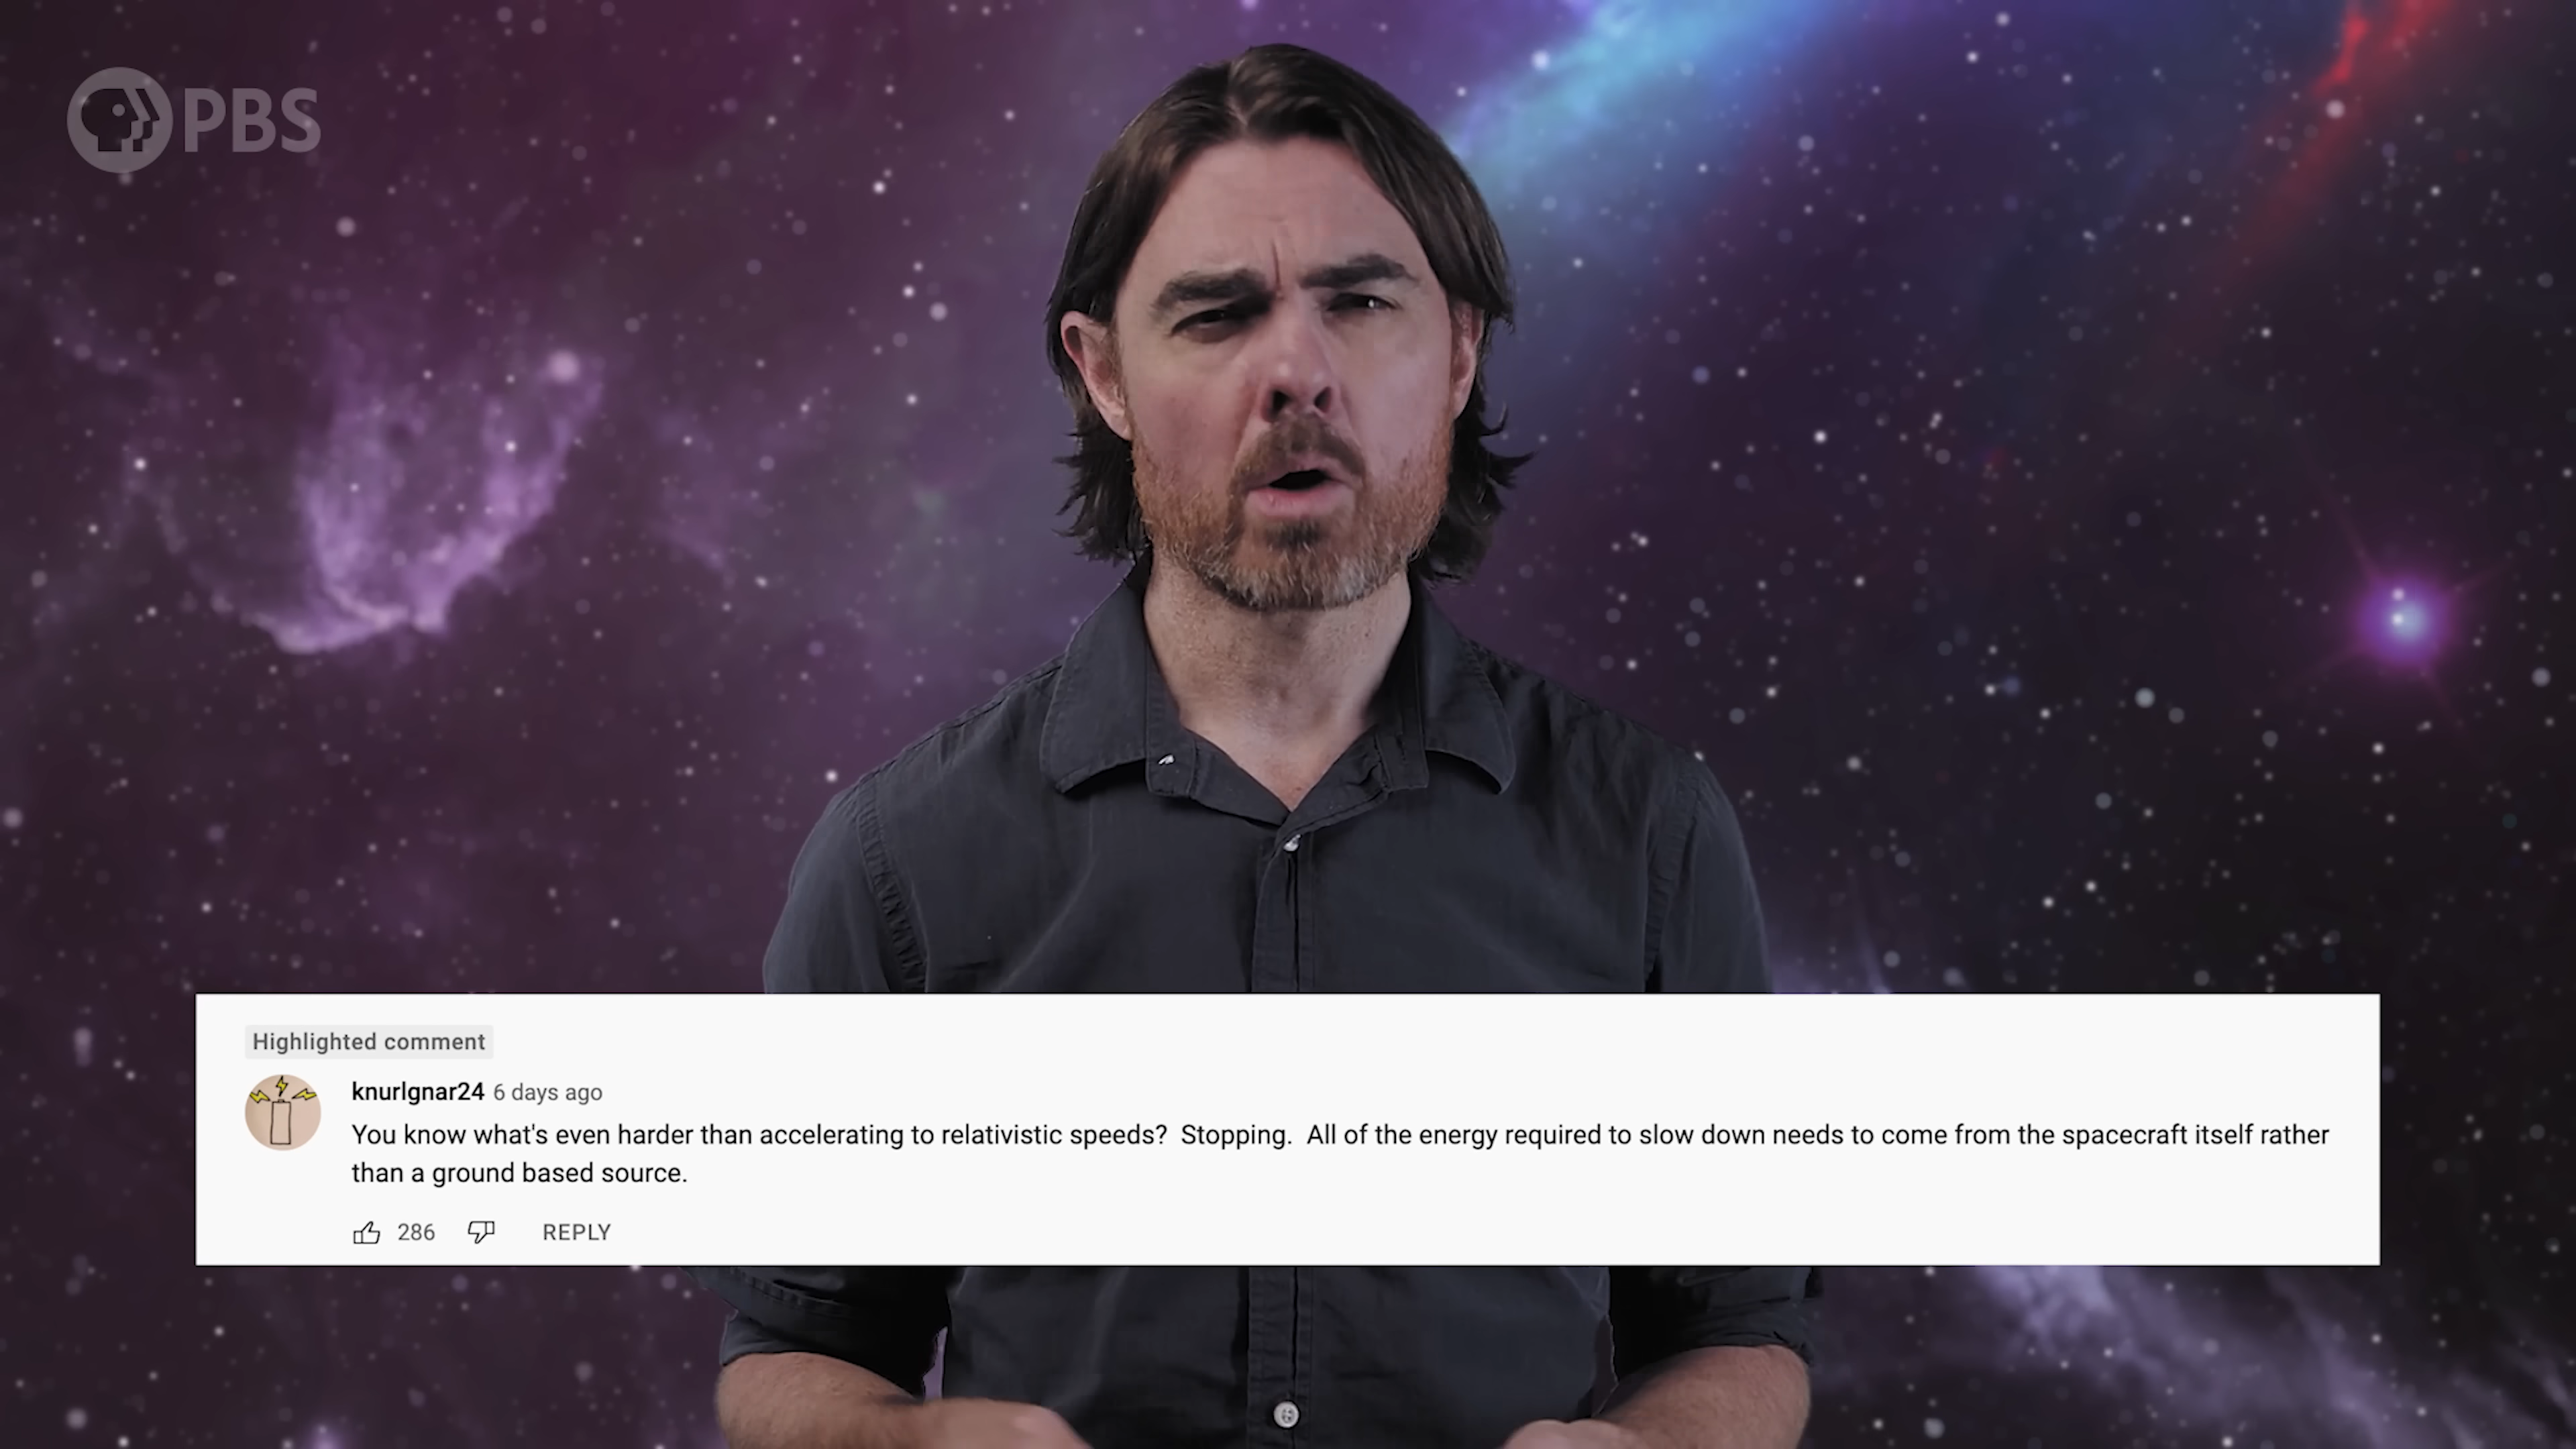 PBS
Highlighted comment
knurlgnar24 6 days ago
You know what's even harder than accelerating to relativistic speeds?  Stopping.  All of the energy required to slow down needs to come from the spacecraft itself rather
than a ground based source.
286 REPLY